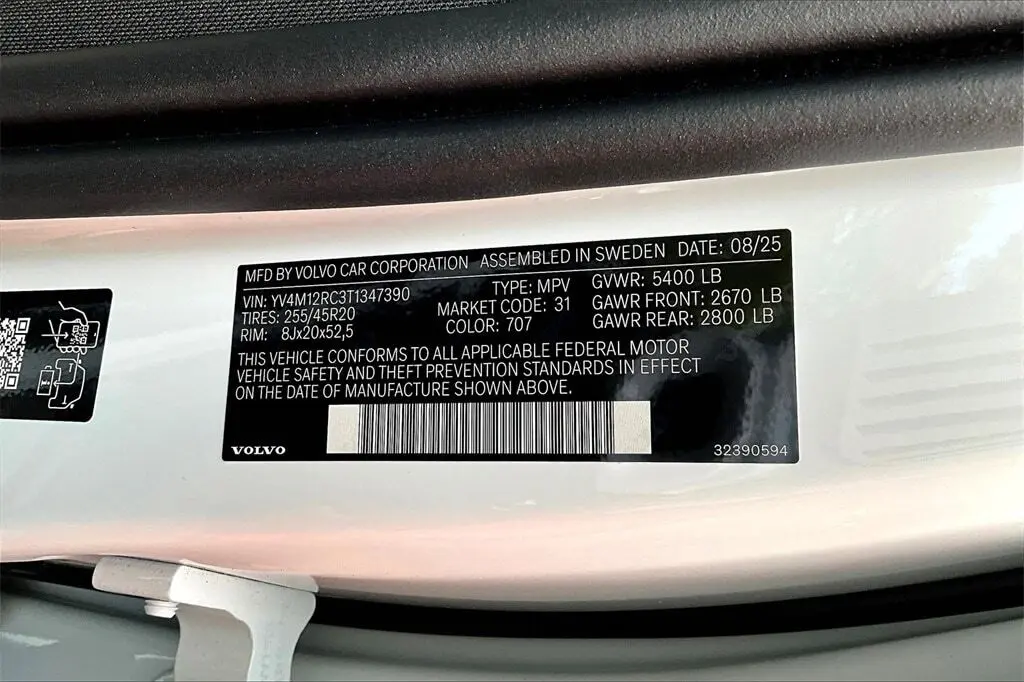 MFD BY VOLVO CAR CORPORATION ASSEMBLED IN SWEDEN DATE: 08/25
VIN: YV4M12RC3T1347390 TYPE: MPV GVWR: 5400 LB
TIRES: 255/45R20 MARKET CODE: 31 GAWR FRONT: 2670 LB
RIM: 8Jx20x52,5 COLOR: 707 GAWR REAR: 2800 LB
THIS VEHICLE CONFORMS TO ALL APPLICABLE FEDERAL MOTOR
VEHICLE SAFETY AND THEFT PREVENTION STANDARDS IN EFFECT
ON THE DATE OF MANUFACTURE SHOWN ABOVE.
VOLVO 32390594